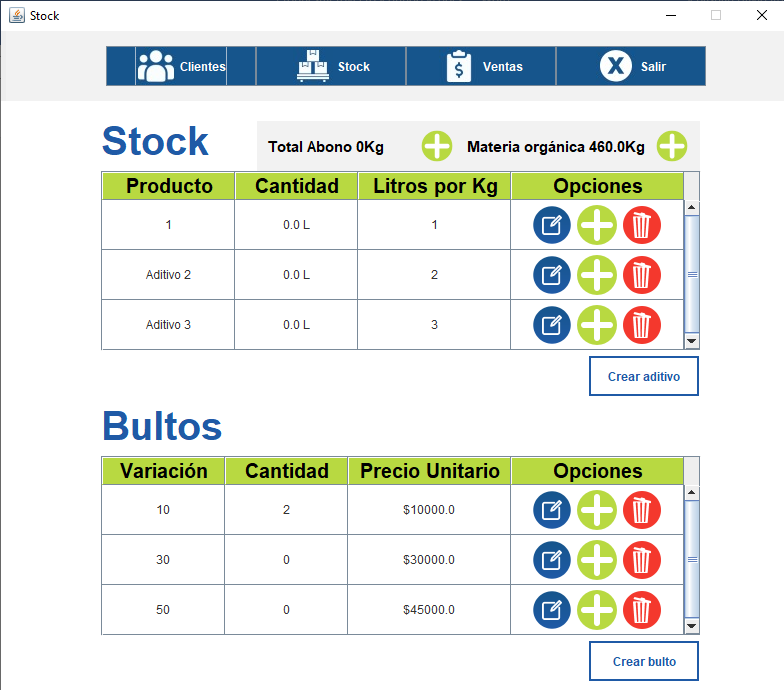 Stock
Clientes Stock Ventas Salir
Stock Total Abono 0Kg Materia orgánica 460.0Kg
Producto Cantidad Litros por Kg Opciones
1 0.0 L 1
Aditivo 2 0.0 L 2
Aditivo 3 0.0 L 3
Crear aditivo
Bultos
Variación Cantidad Precio Unitario Opciones
10 2 $10000.0
30 0 $30000.0
50 0 $45000.0
Crear bulto